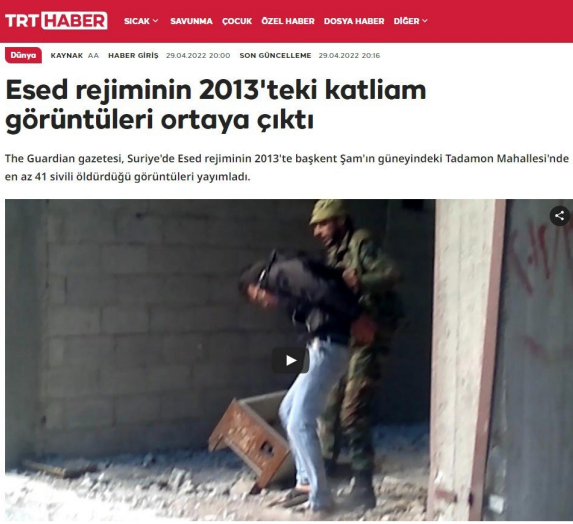 TRT HABER SICAK SAVUNMA ÇOCUK ÖZEL HABER DOSYA HABER DİĞER
Dünya KAYNAK AA HABER GİRİŞ 29.04.2022 20:00 SON GÜNCELLEME 29.04.2022 20:16
Esed rejiminin 2013'teki katliam
görüntüleri ortaya çıktı
The Guardian gazetesi, Suriye'de Esed rejiminin 2013'te başkent Şam'ın güneyindeki Tadamon Mahallesi'nde
en az 41 sivili öldürdüğü görüntüleri yayımladı.